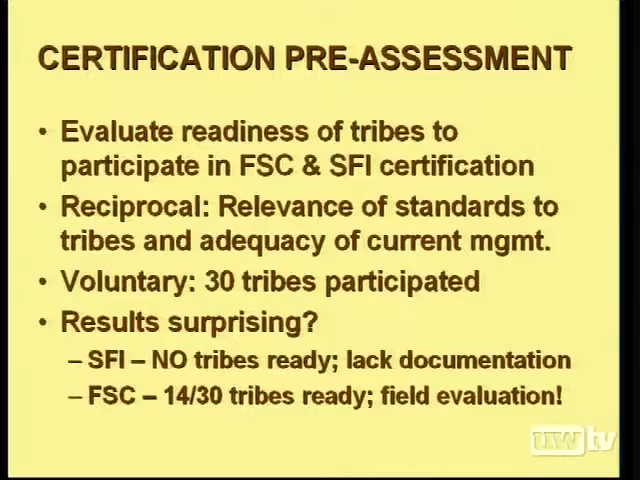 CERTIFICATION PRE-ASSESSMENT
• Evaluate readiness of tribes to
participate in FSC & SFI certification
• Reciprocal: Relevance of standards to
tribes and adequacy of current mgmt.
• Voluntary: 30 tribes participated
• Results surprising?
– SFI – NO tribes ready; lack documentation
– FSC – 14/30 tribes ready; field evaluation!
uwtv